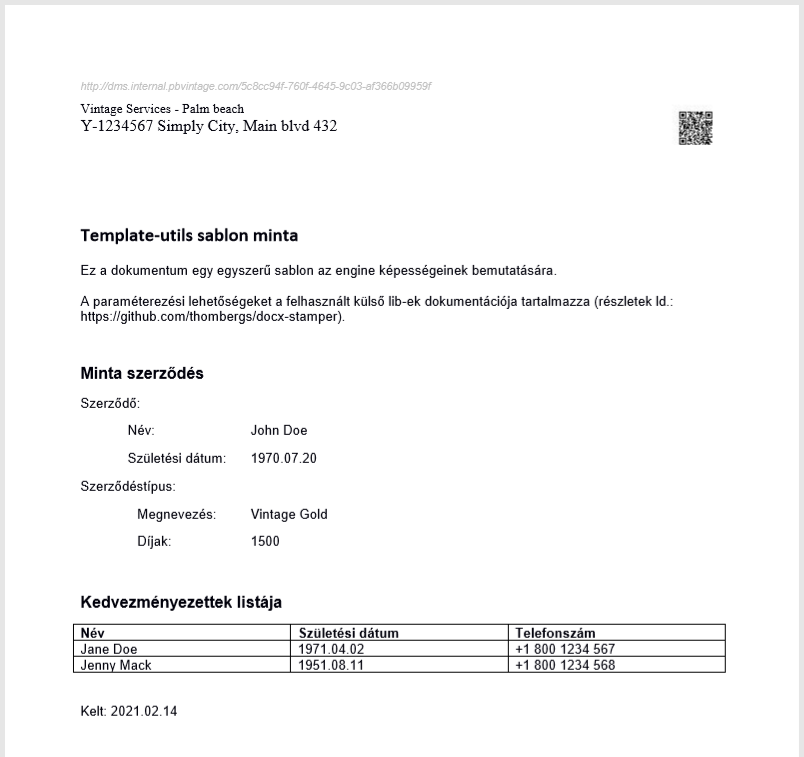 http://dms.internal.pbvintage.com/5c8cc94f-760f-4645-9c03-af366b09959f
Vintage Services - Palm beach
Y-1234567 Simply City, Main blvd 432
Template-utils sablon minta
Ez a dokumentum egy egyszerű sablon az engine képességeinek bemutatására.
A paraméterezési lehetőségeket a felhasznált külső lib-ek dokumentációja tartalmazza (részletek ld.:
https://github.com/thombergs/docx-stamper).
Minta szerződés
Szerződő:
Név: John Doe
Születési dátum: 1970.07.20
Szerződéstípus:
Megnevezés: Vintage Gold
Díjak: 1500
Kedvezményezettek listája
Név Születési dátum Telefonszám
Jane Doe 1971.04.02 +1 800 1234 567
Jenny Mack 1951.08.11 +1 800 1234 568
Kelt: 2021.02.14